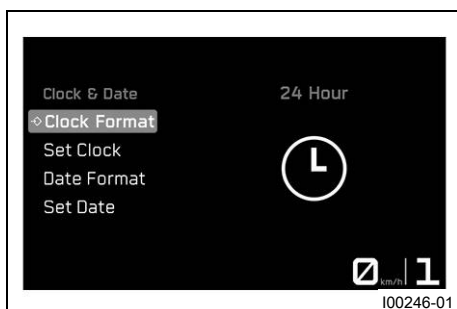 Clock & Date
24 Hour
Clock Format
Set Clock
Date Format
Set Date
0 km/h 1
I00246-01